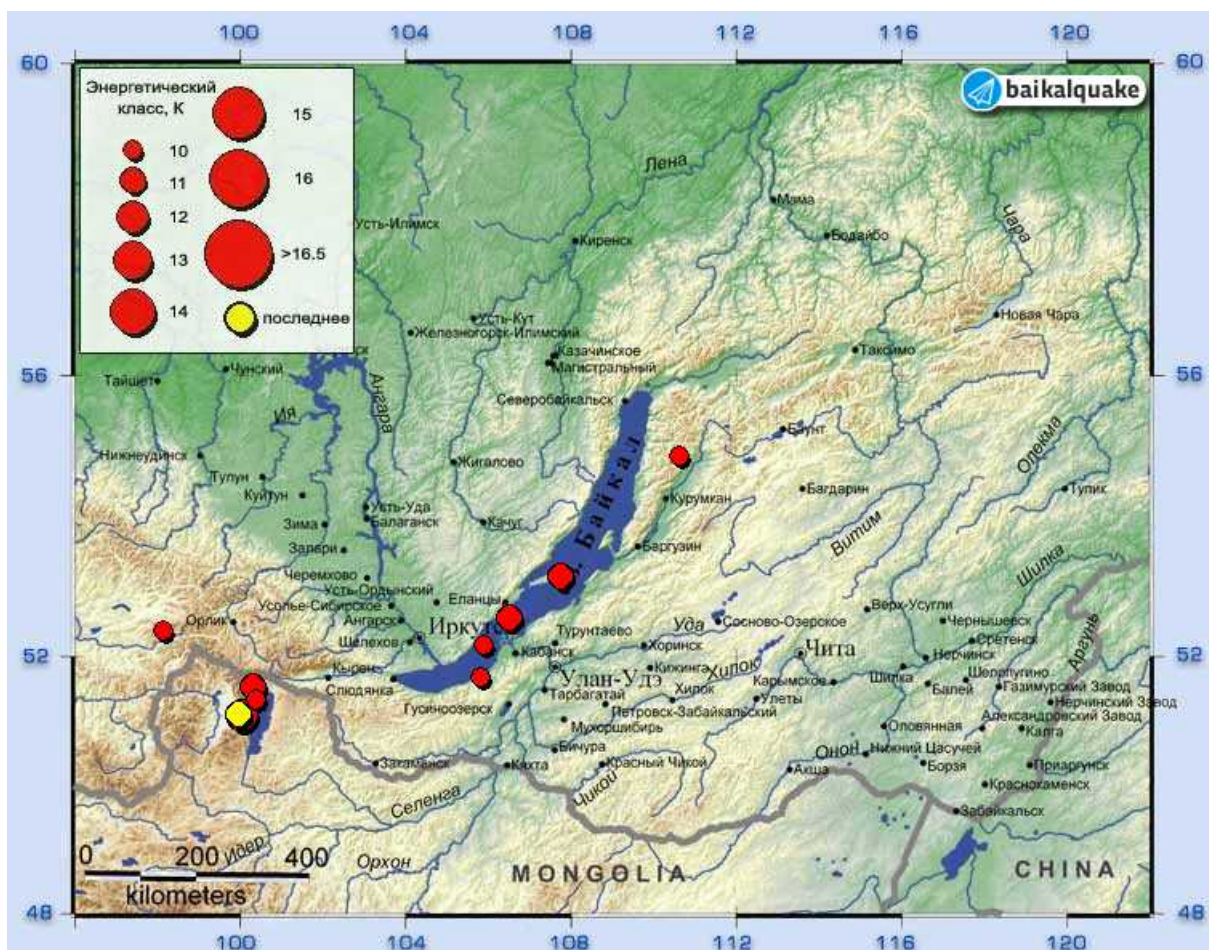 100 104 108 112 116 120
60 60
Энергетический
класс, К
15
10
11
16
12
13
>16.5
14
последнее
baikalquake
Лена
Мама
Чара
Усть-Илимск
Киренск
Бодайбо
Усть-Кут
Железногорск-Илимский
Новая Чара
Казачинское
Магистральный
Таксимо
56 56
Тайшет
Чунский
Ангара
Северобайкальск
Ия
Баунт
Олекма
Нижнеудинск
Жигалово
Тулун
Куйтун
Байкал
Курумкан
Багдарин
Тупик
Усть-Уда
Балаганск
Зима
Качуг
Витим
Залари
Баргузин
Шилка
Черемхово
Усть-Ордынский
Усолье-Сибирское
Еланцы
Верх-Усугли
Орлик
Ангарск
Иркутск
Уда
Сосново-Озерское
Чернышевск
Аргунь
Шелехов
Турунтаево
Хоринск
Сретенск
Кабанск
Чита
Нерчинск
52 52
Кырен
Улан-Удэ
Кижинга
Хилок
Карымское
Шилка
Шелопугино
Слюдянка
Тарбагатай
Хилок
Улеты
Балей
Газимурский Завод
Гусиноозерск
Петровск-Забайкальский
Нерчинский Завод
Мухоршибирь
Оловянная
Александровский Завод
Калга
Бичура
Онон
Нижний Цасучей
Закаменск
Кяхта
Красный Чикой
Акша
Борзя
Приаргунск
Чикой
Селенга
Краснокаменск
Забайкальск
Идер
Орхон
0 200 400
kilometers
MONGOLIA
CHINA
48 48
100 104 108 112 116 120